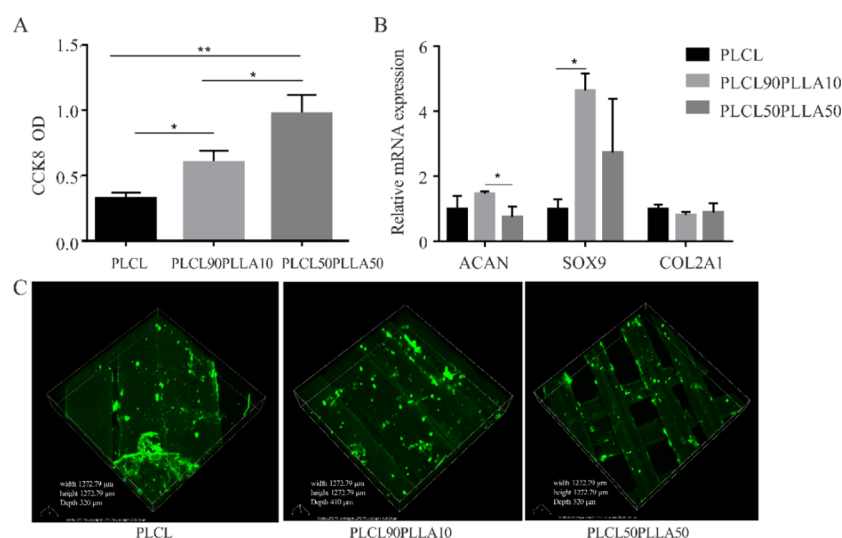 A
1.5
1.0
0.5
0.0
CCK8 OD
**
*
*
PLCL
PLCL90PLLA10
PLCL50PLLA50
B
6
4
2
0
Relative mRNA expression
*
*
ACAN
SOX9
COL2A1
PLCL
PLCL90PLLA10
PLCL50PLLA50
C
width 1272.79 μm
height 1272.79 μm
Depth 320 μm
PLCL
width 1272.79 μm
height 1272.79 μm
Depth 410 μm
PLCL90PLLA10
width 1272.79 μm
height 1272.79 μm
Depth 320 μm
PLCL50PLLA50